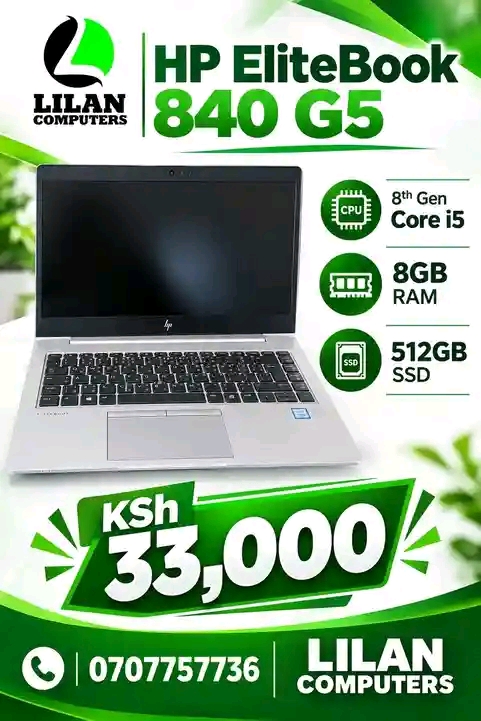 LILAN
COMPUTERS
HP EliteBook
840 G5
CPU
8th Gen
Core i5
8GB
RAM
SSD
512GB
SSD
hp
KSh
33,000
0707757736
LILAN
COMPUTERS